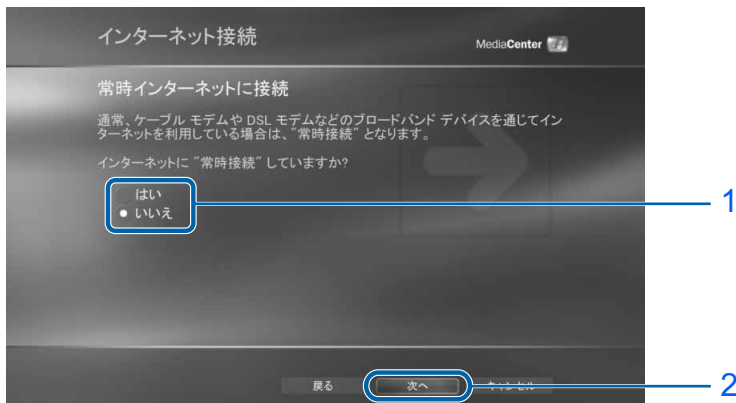 インターネット接続
MediaCenter
常時インターネットに接続
通常、ケーブル モデムや DSL モデムなどのブロードバンド デバイスを通じてイン
ターネットを利用している場合は、"常時接続" となります。
インターネットに "常時接続" していますか?
はい
いいえ
1
戻る
次へ
キャンセル
2